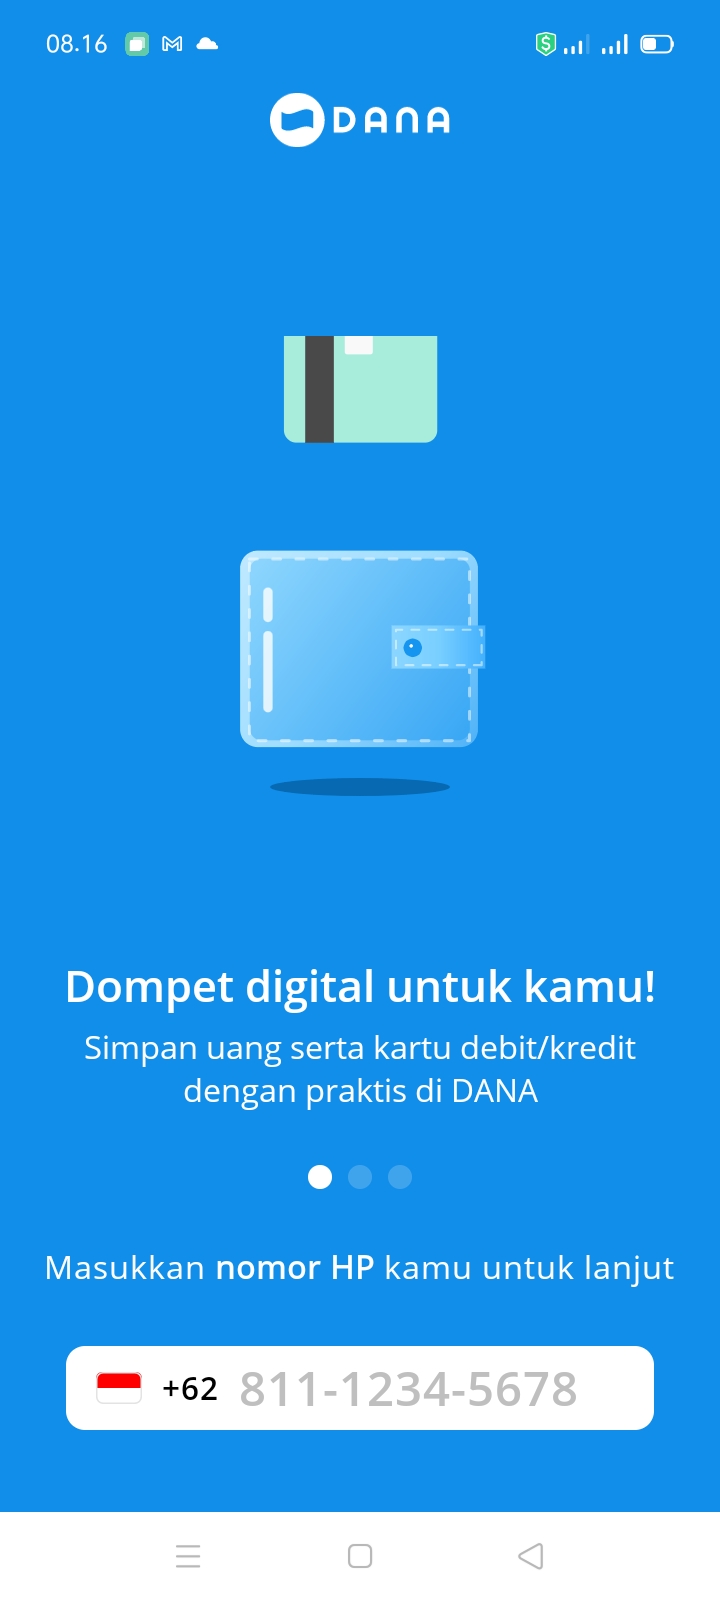 08.16
DANA
Dompet digital untuk kamu!
Simpan uang serta kartu debit/kredit
dengan praktis di DANA
Masukkan nomor HP kamu untuk lanjut
+62 811-1234-5678